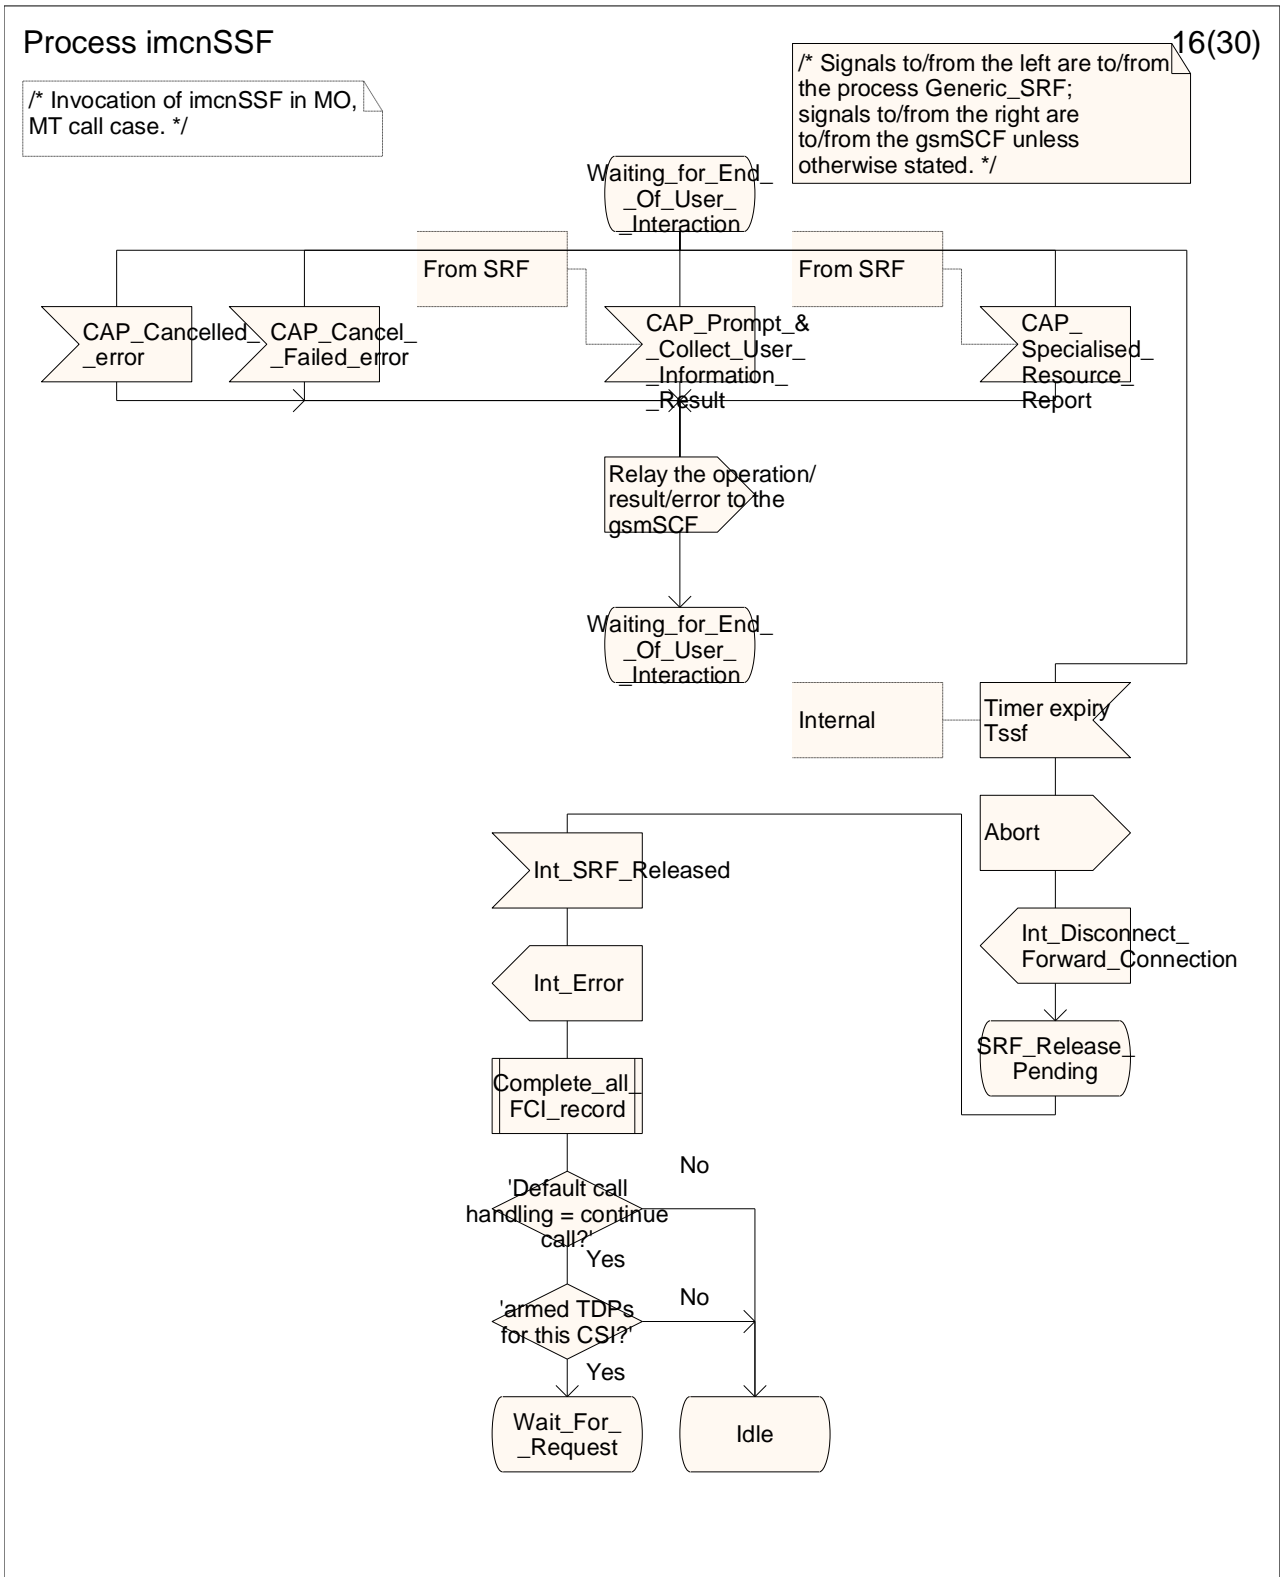 Process imcnSSF
16(30)
/* Invocation of imcnSSF in MO,
MT call case. */
/* Signals to/from the left are to/from
the process Generic_SRF;
signals to/from the right are
to/from the gsmSCF unless
otherwise stated. */
Waiting_for_End_
_Of_User_
_Interaction
From SRF
From SRF
CAP_Cancelled_
_error
CAP_Cancel_
_Failed_error
CAP_Prompt_&
_Collect_User_
_Information_
_Result
CAP_
Specialised_
Resource_
Report
Relay the operation/
result/error to the
gsmSCF
Waiting_for_End_
_Of_User_
_Interaction
Internal
Timer expiry
Tssf
Abort
Int_SRF_Released
Int_Disconnect_
Forward_Connection
Int_Error
SRF_Release_
Pending
Complete_all_
FCI_record
No
'Default call
handling = continue
call?'
Yes
No
'armed TDPs
for this CSI?'
Yes
Wait_For_
_Request
Idle